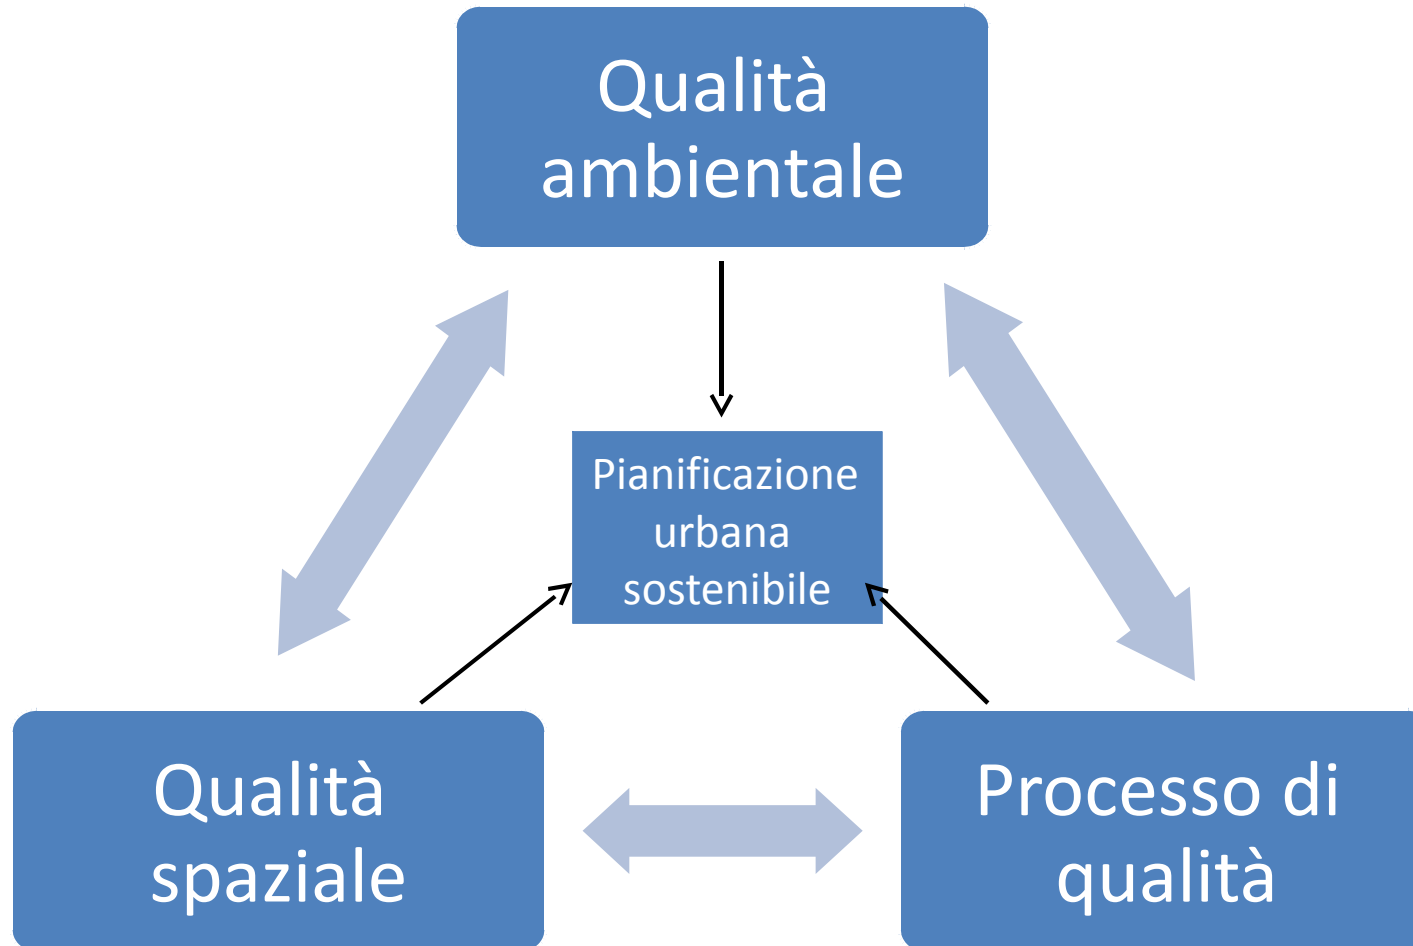 Qualità
ambientale
Pianificazione
urbana
sostenibile
Qualità
spaziale
Processo di
qualità